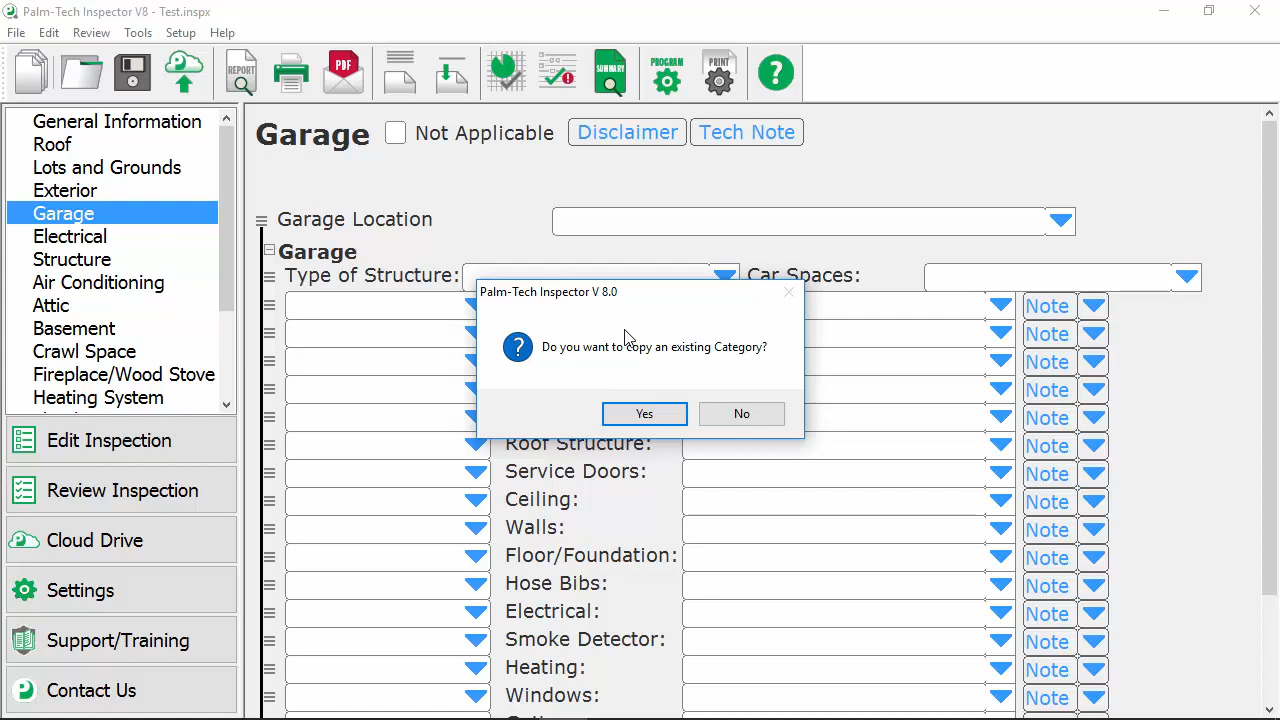 Palm-Tech Inspector V8 - Test.inspx
File Edit Review Tools Setup Help
REPORT PDF SUMMARY PROGRAM PRINT ?
General Information
Roof
Lots and Grounds
Exterior
Garage
Electrical
Structure
Air Conditioning
Attic
Basement
Crawl Space
Fireplace/Wood Stove
Heating System
Edit Inspection
Review Inspection
Cloud Drive
Settings
Support/Training
Contact Us
Garage Not Applicable Disclaimer Tech Note
Garage Location
Garage
Type of Structure: Car Spaces:
Note
Note
Note
Note
Note
Roof Structure: Note
Service Doors: Note
Ceiling: Note
Walls: Note
Floor/Foundation: Note
Hose Bibs: Note
Electrical: Note
Smoke Detector: Note
Heating: Note
Windows: Note
Palm-Tech Inspector V 8.0
Do you want to copy an existing Category?
Yes No